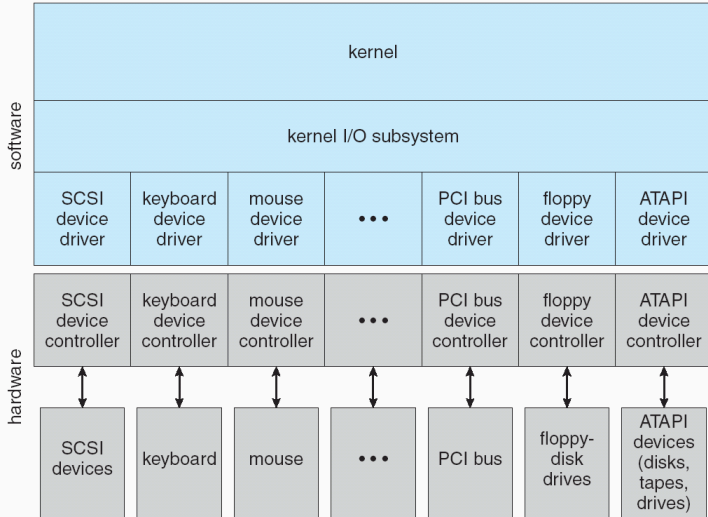 software
kernel
kernel I/O subsystem
SCSI
device
driver
keyboard
device
driver
mouse
device
driver
•••
PCI bus
device
driver
floppy
device
driver
ATAPI
device
driver
hardware
SCSI
device
controller
keyboard
device
controller
mouse
device
controller
•••
PCI bus
device
controller
floppy
device
controller
ATAPI
device
controller
SCSI
devices
keyboard
mouse
•••
PCI bus
floppy-
disk
drives
ATAPI
devices
(disks,
tapes,
drives)